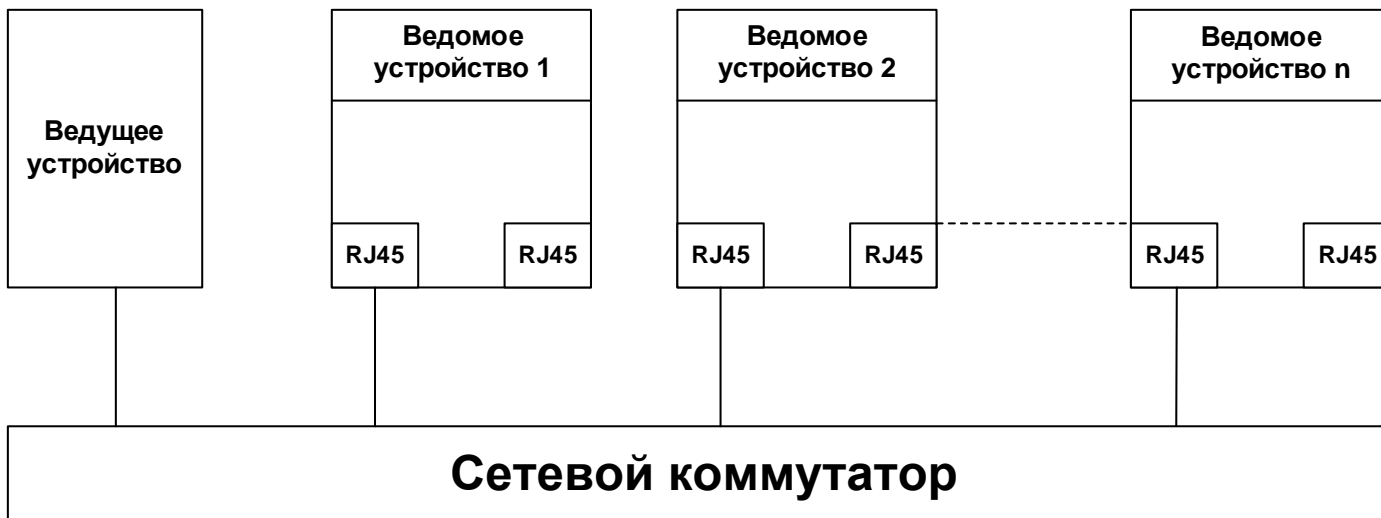 Ведущее
устройство
Ведомое
устройство 1
RJ45
RJ45
Ведомое
устройство 2
RJ45
RJ45
Ведомое
устройство n
RJ45
RJ45
Сетевой коммутатор